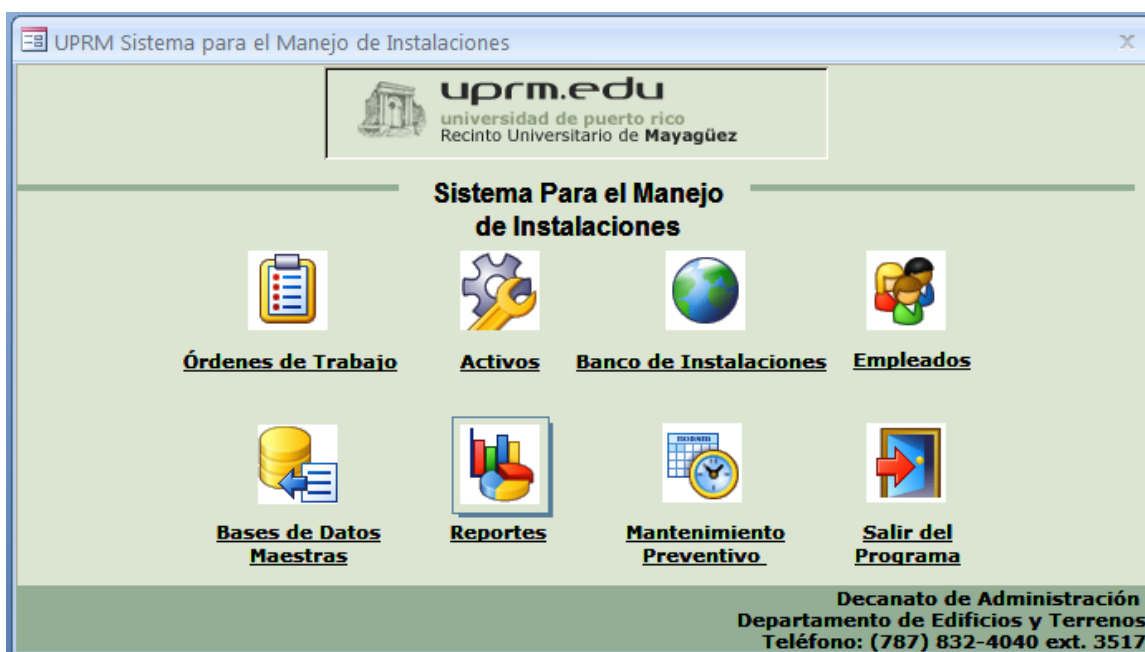 UPRM Sistema para el Manejo de Instalaciones
uprm.edu
universidad de puerto rico
Recinto Universitario de Mayagüez
Sistema Para el Manejo
de Instalaciones
Órdenes de Trabajo
Activos
Banco de Instalaciones
Empleados
Bases de Datos
Maestras
Reportes
Mantenimiento
Preventivo
Salir del
Programa
Decanato de Administración
Departamento de Edificios y Terrenos
Teléfono: (787) 832-4040 ext. 3517